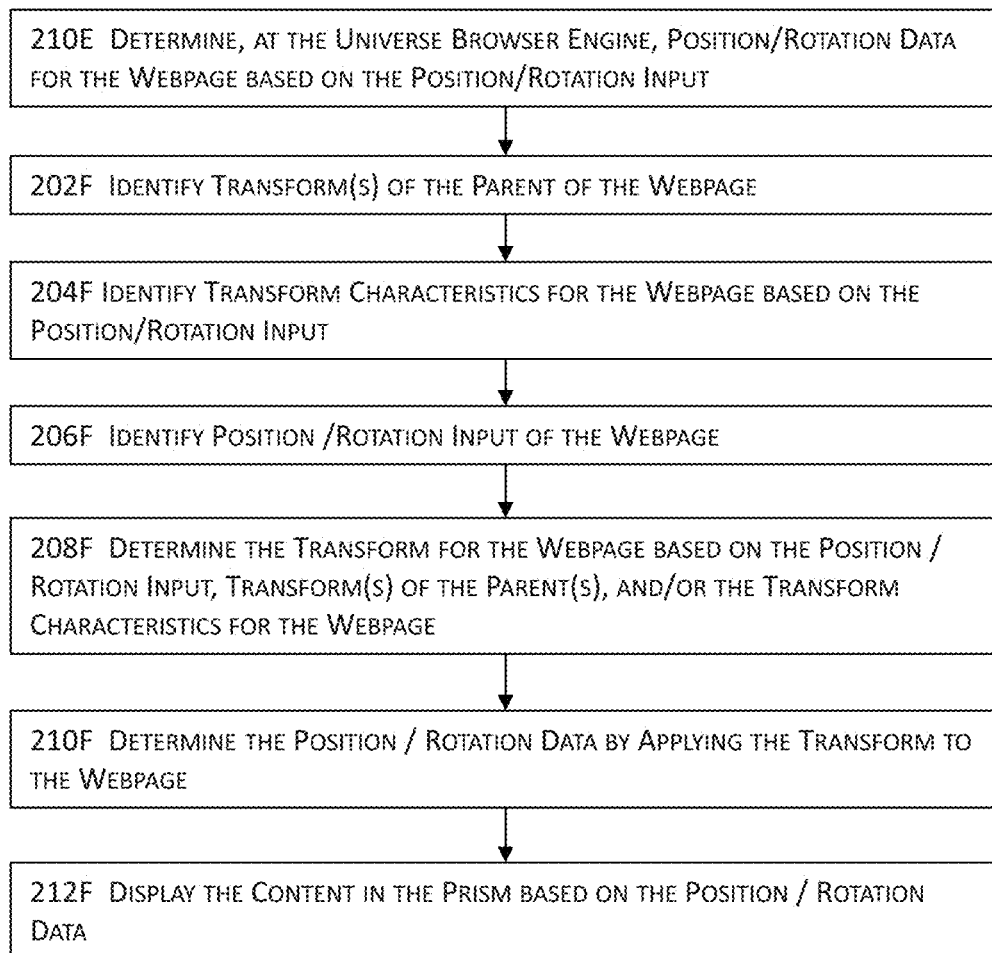 210E Determine, at the Universe Browser Engine, Position/Rotation Data
for the Webpage based on the Position/Rotation Input
202F Identify Transform(s) of the Parent of the Webpage
204F Identify Transform Characteristics for the Webpage based on the
Position/Rotation Input
206F Identify Position /Rotation Input of the Webpage
208F Determine the Transform for the Webpage based on the Position /
Rotation Input, Transform(s) of the Parent(s), and/or the Transform
Characteristics for the Webpage
210F Determine the Position / Rotation Data by Applying the Transform to
the Webpage
212F Display the Content in the Prism based on the Position / Rotation
Data